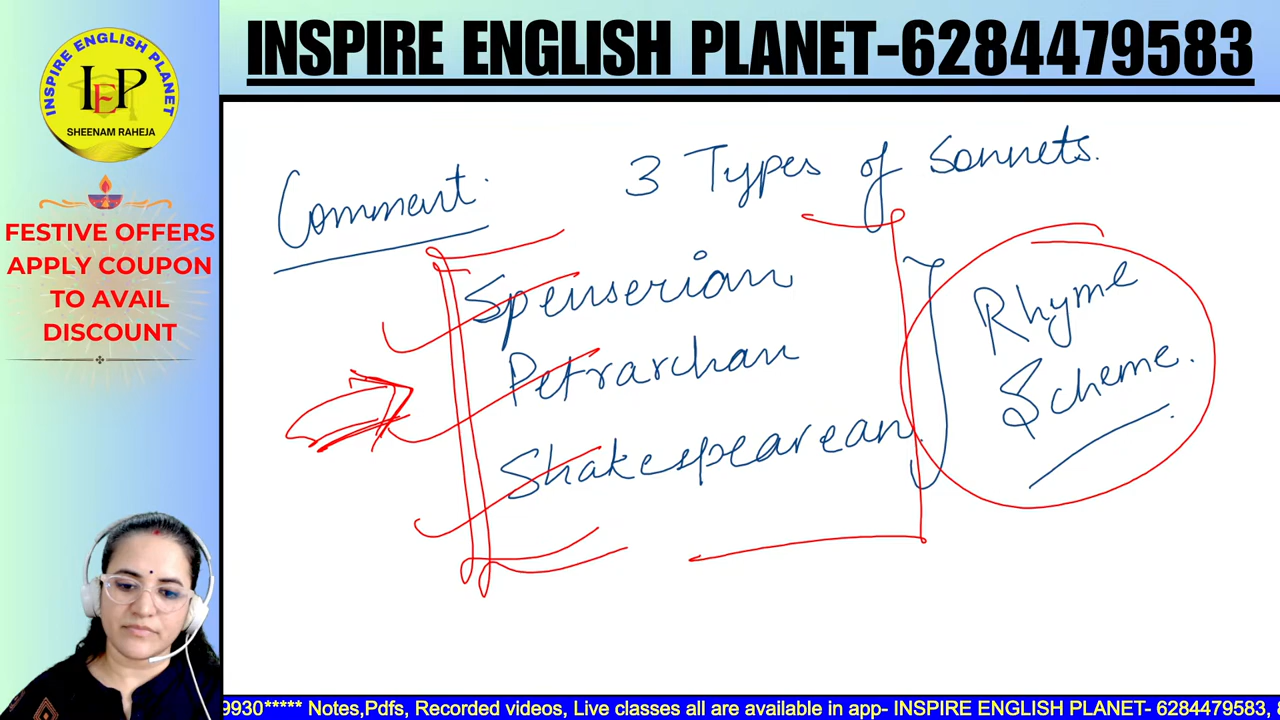 INSPIRE ENGLISH PLANET-6284479583
INSPIRE ENGLISH PLANET
IEP
SHEENAM RAHEJA
FESTIVE OFFERS
APPLY COUPON
TO AVAIL
DISCOUNT
Comment.
3 Types of Sonnets.
Spenserian
Petrarchan
Shakespearean.
Rhyme
Scheme.
9930***** Notes,Pdfs, Recorded videos, Live classes all are available in app- INSPIRE ENGLISH PLANET- 6284479583,